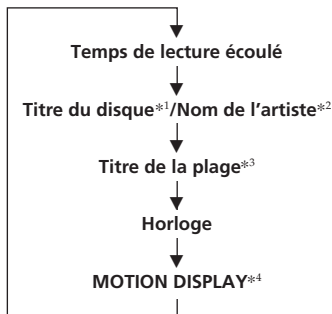 Temps de lecture écoulé
Titre du disque*1/Nom de l'artiste*2
Titre de la plage*3
Horloge
MOTION DISPLAY*4